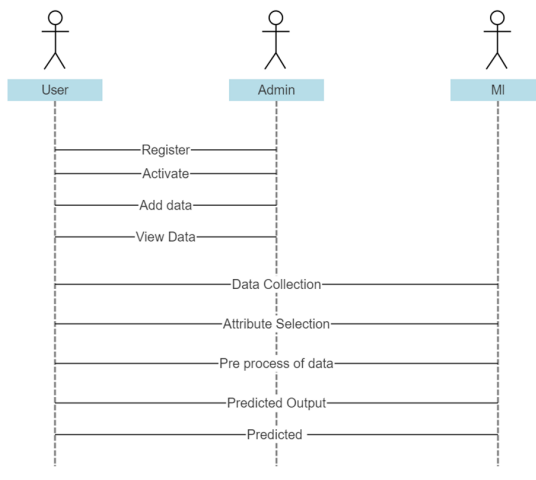 User Admin Ml
Register
Activate
Add data
View Data
Data Collection
Attribute Selection
Pre process of data
Predicted Output
Predicted